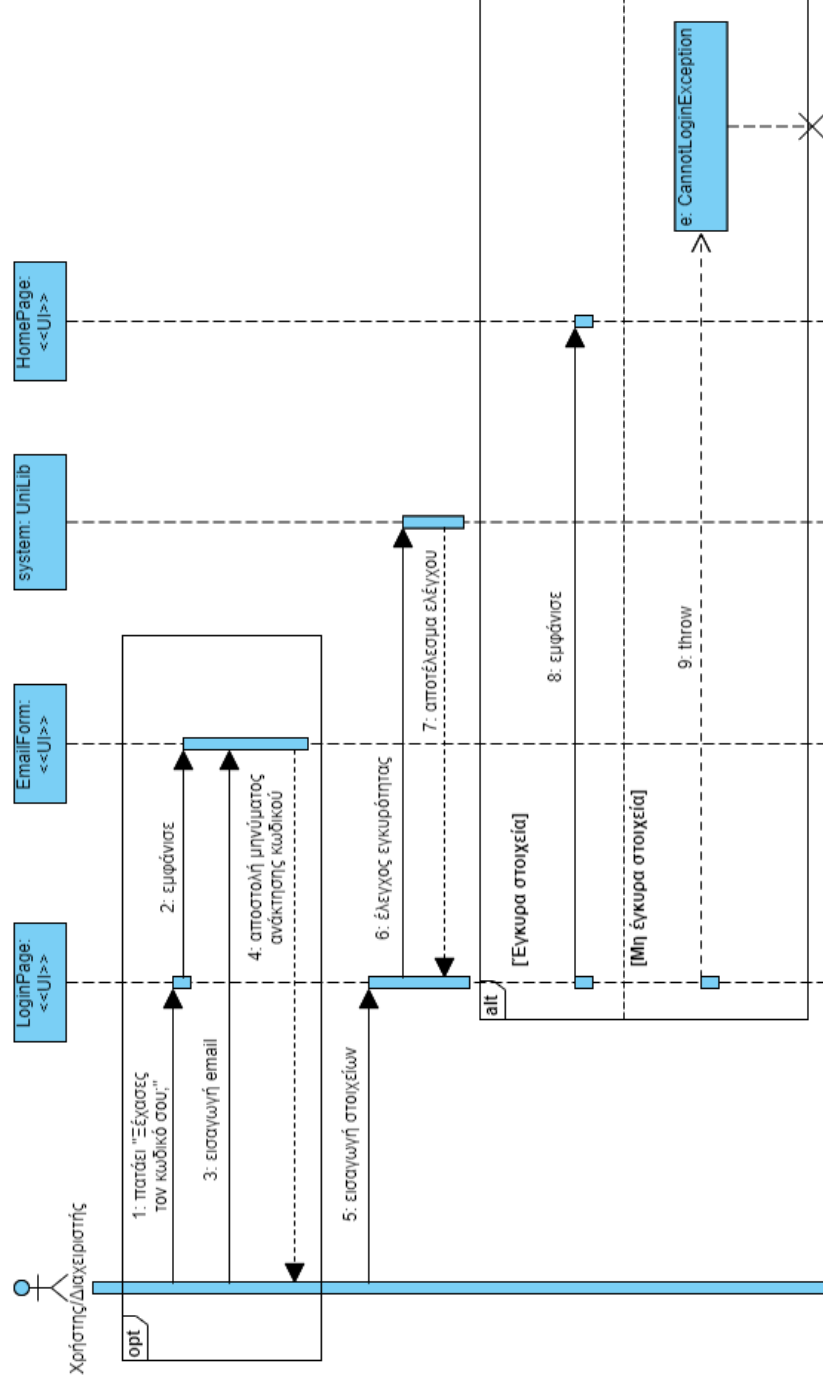 Χρήστης/Διαχειριστής
LoginPage:
<<UI>>
EmailForm:
<<UI>>
system: UniLib
HomePage:
<<UI>>
opt
1: πατάει "Ξέχασες
τον κωδικό σου;"
2: εμφάνισε
3: εισαγωγή email
4: αποστολή μηνύματος
ανάκτησης κωδικού
5: εισαγωγή στοιχείων
6: έλεγχος εγκυρότητας
7: αποτέλεσμα ελέγχου
alt
[Έγκυρα στοιχεία]
8: εμφάνισε
[Μη έγκυρα στοιχεία]
9: throw
e: CannotLoginException